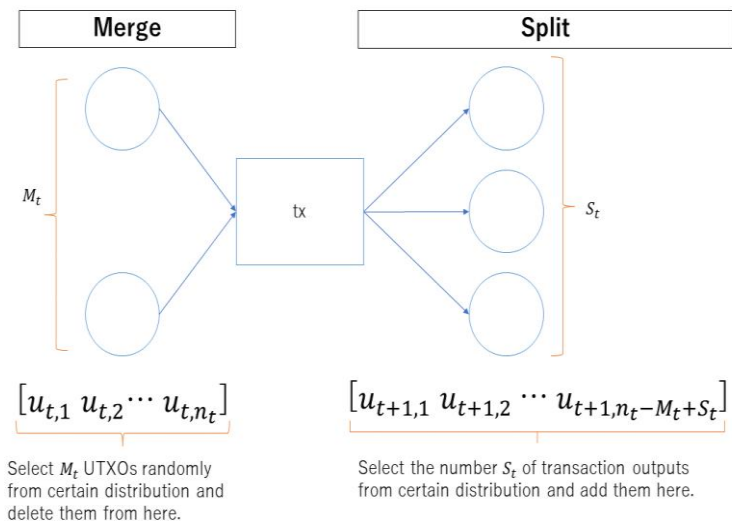 Merge
Split
M_t
tx
S_t
[u_{t,1} u_{t,2} ⋯ u_{t,n_t}]
[u_{t+1,1} u_{t+1,2} ⋯ u_{t+1,n_t−M_t+S_t}]
Select M_t UTXOs randomly
from certain distribution and
delete them from here.
Select the number S_t of transaction outputs
from certain distribution and add them here.